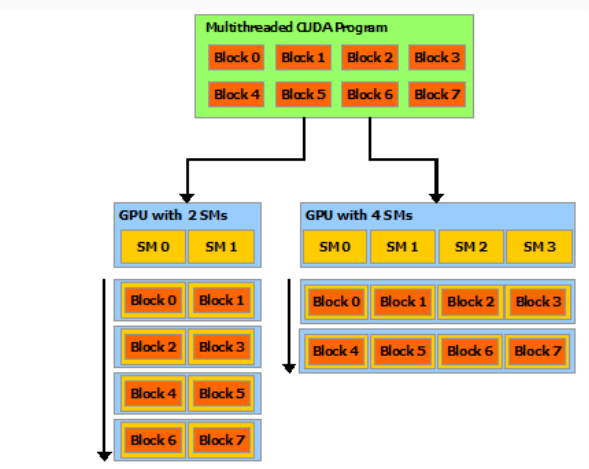 Multithreaded CUDA Program
Block 0 Block 1 Block 2 Block 3
Block 4 Block 5 Block 6 Block 7
GPU with 2 SMs
SM 0 SM 1
Block 0 Block 1
Block 2 Block 3
Block 4 Block 5
Block 6 Block 7
GPU with 4 SMs
SM 0 SM 1 SM 2 SM 3
Block 0 Block 1 Block 2 Block 3
Block 4 Block 5 Block 6 Block 7